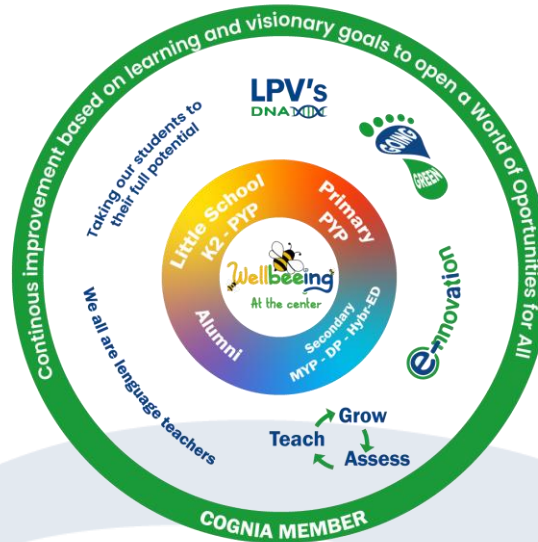 Continous improvement based on learning and visionary goals to open a World of Oportunities for All
LPV's
DNA
GOING
GREEN
Taking our students to
their full potential
Little School
K2 - PYP
Primary
PYP
Wellbeeing
At the center
e-nnovation
Alumni
Secondary
MYP - DP - Hybr-ED
We all are lenguage teachers
Grow
Teach
Assess
COGNIA MEMBER